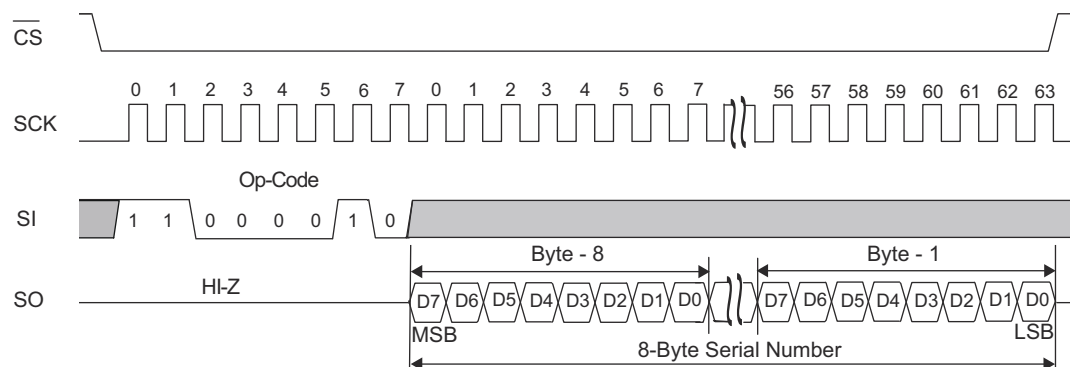 CS
0 1 2 3 4 5 6 7 0 1 2 3 4 5 6 7 56 57 58 59 60 61 62 63
SCK
Op-Code
SI 1 1 0 0 0 0 1 0
Byte - 8 Byte - 1
HI-Z
SO D7 D6 D5 D4 D3 D2 D1 D0 D7 D6 D5 D4 D3 D2 D1 D0
MSB LSB
8-Byte Serial Number